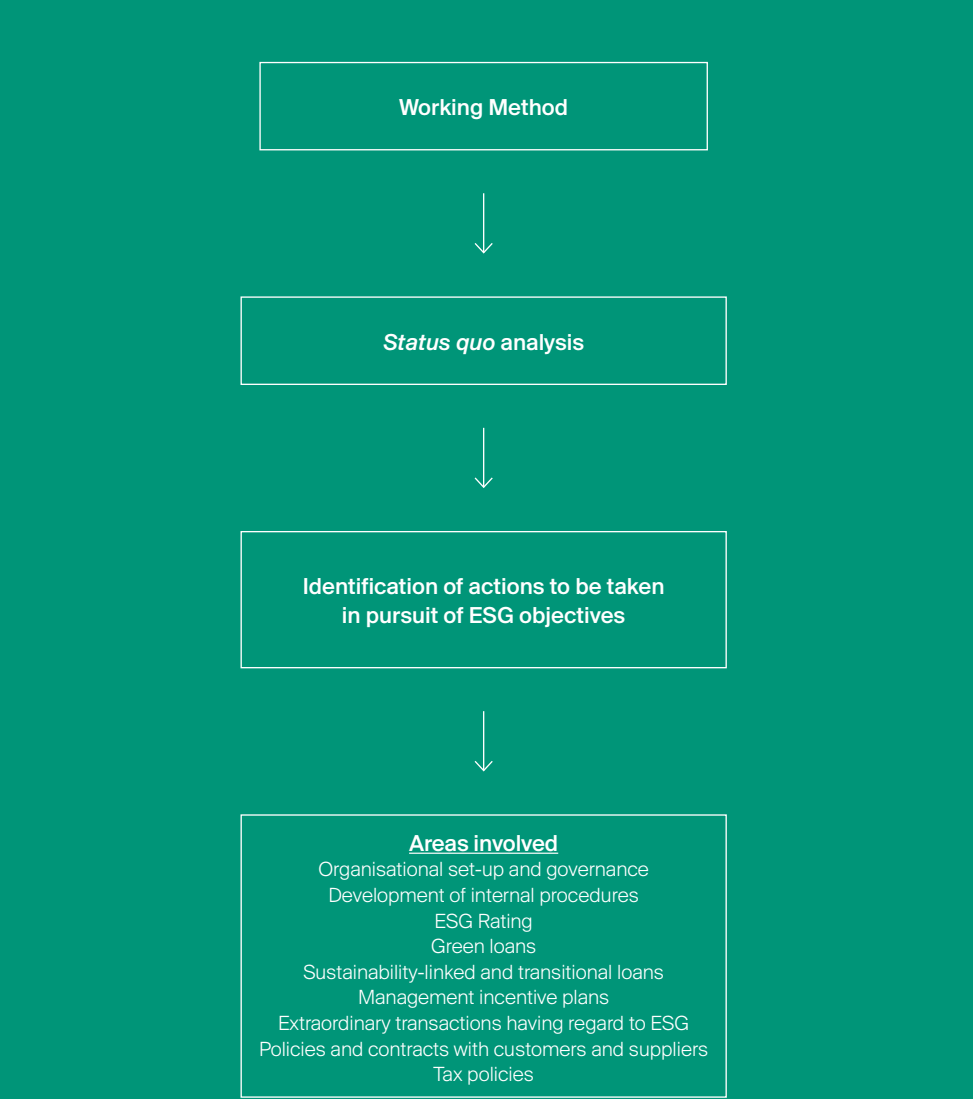 Working Method
Status quo analysis
Identification of actions to be taken
in pursuit of ESG objectives
Areas involved
Organisational set-up and governance
Development of internal procedures
ESG Rating
Green loans
Sustainability-linked and transitional loans
Management incentive plans
Extraordinary transactions having regard to ESG
Policies and contracts with customers and suppliers
Tax policies